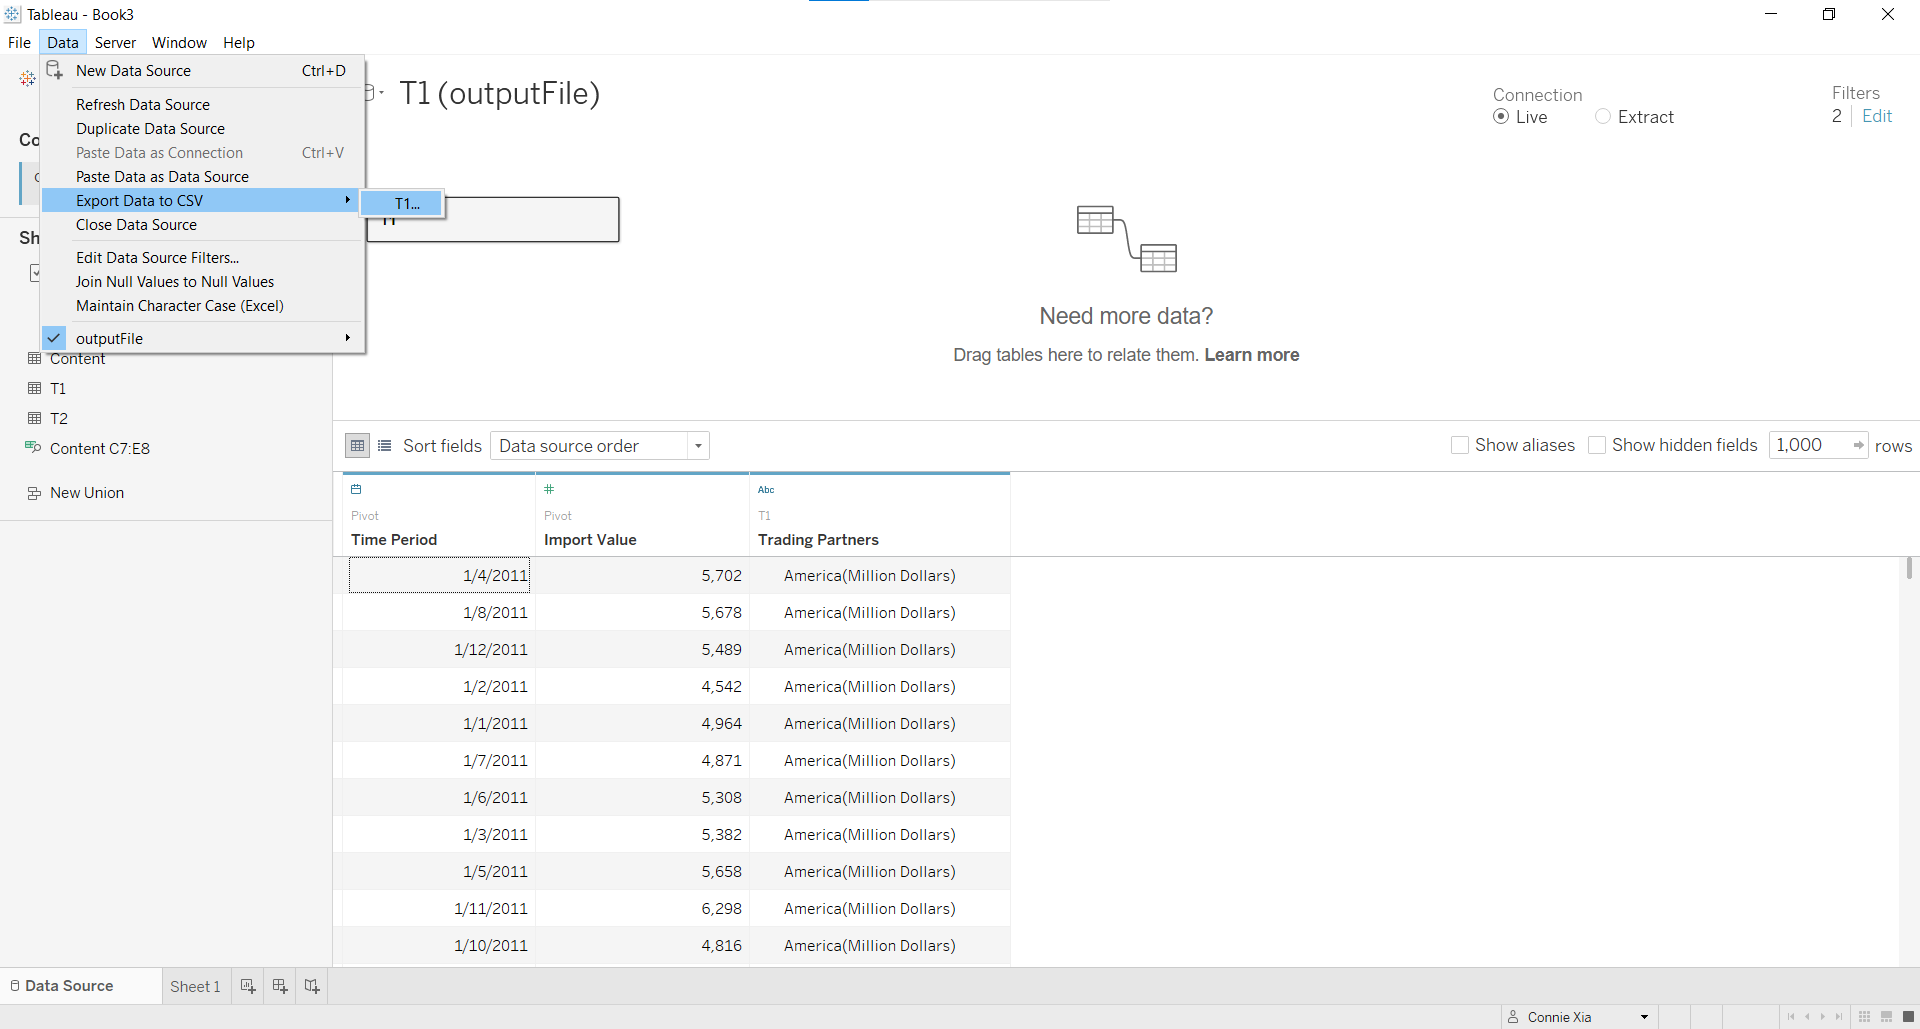 Tableau - Book3
File Data Server Window Help
New Data Source Ctrl+D
Refresh Data Source
Duplicate Data Source
Paste Data as Connection Ctrl+V
Paste Data as Data Source
Export Data to CSV
T1...
Close Data Source
Edit Data Source Filters...
Join Null Values to Null Values
Maintain Character Case (Excel)
outputFile
Co
Sh
Content
T1
T2
Content C7:E8
New Union
T1 (outputFile)
Connection
Live Extract
Filters
2 Edit
Need more data?
Drag tables here to relate them. Learn more
Sort fields Data source order
Show aliases Show hidden fields 1,000 rows
Abc
Pivot Pivot T1
Time Period Import Value Trading Partners
1/4/2011 5,702 America(Million Dollars)
1/8/2011 5,678 America(Million Dollars)
1/12/2011 5,489 America(Million Dollars)
1/2/2011 4,542 America(Million Dollars)
1/1/2011 4,964 America(Million Dollars)
1/7/2011 4,871 America(Million Dollars)
1/6/2011 5,308 America(Million Dollars)
1/3/2011 5,382 America(Million Dollars)
1/5/2011 5,658 America(Million Dollars)
1/11/2011 6,298 America(Million Dollars)
1/10/2011 4,816 America(Million Dollars)
Data Source Sheet 1
Connie Xia